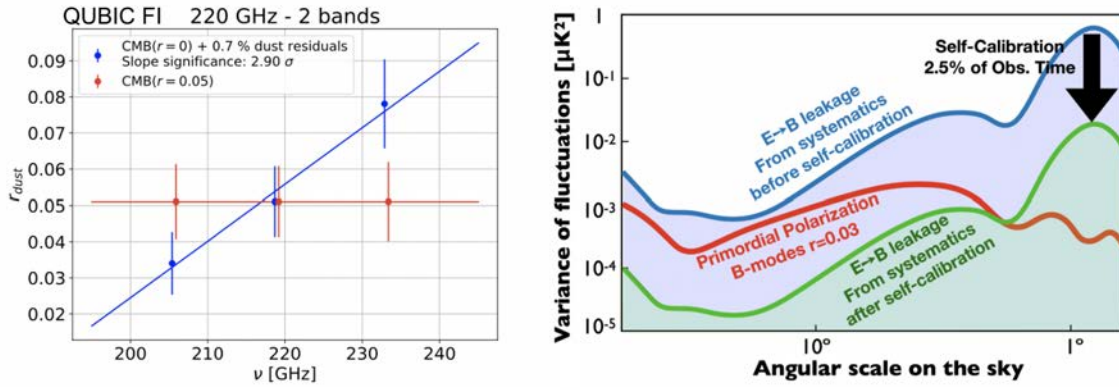 QUBIC FI 220 GHz - 2 bands
CMB(r = 0) + 0.7 % dust residuals
Slope significance: 2.90 σ
CMB(r = 0.05)
0.09
0.08
0.07
0.06
0.05
0.04
0.03
0.02
r_dust
200 210 220 230 240
ν [GHz]
Variance of fluctuations [µK²]
1
10⁻¹
10⁻²
10⁻³
10⁻⁴
10⁻⁵
Self-Calibration
2.5% of Obs. Time
E→B leakage
From systematics
before self-calibration
Primordial Polarization
B-modes r=0.03
E→B leakage
From systematics
after self-calibration
10° 1°
Angular scale on the sky